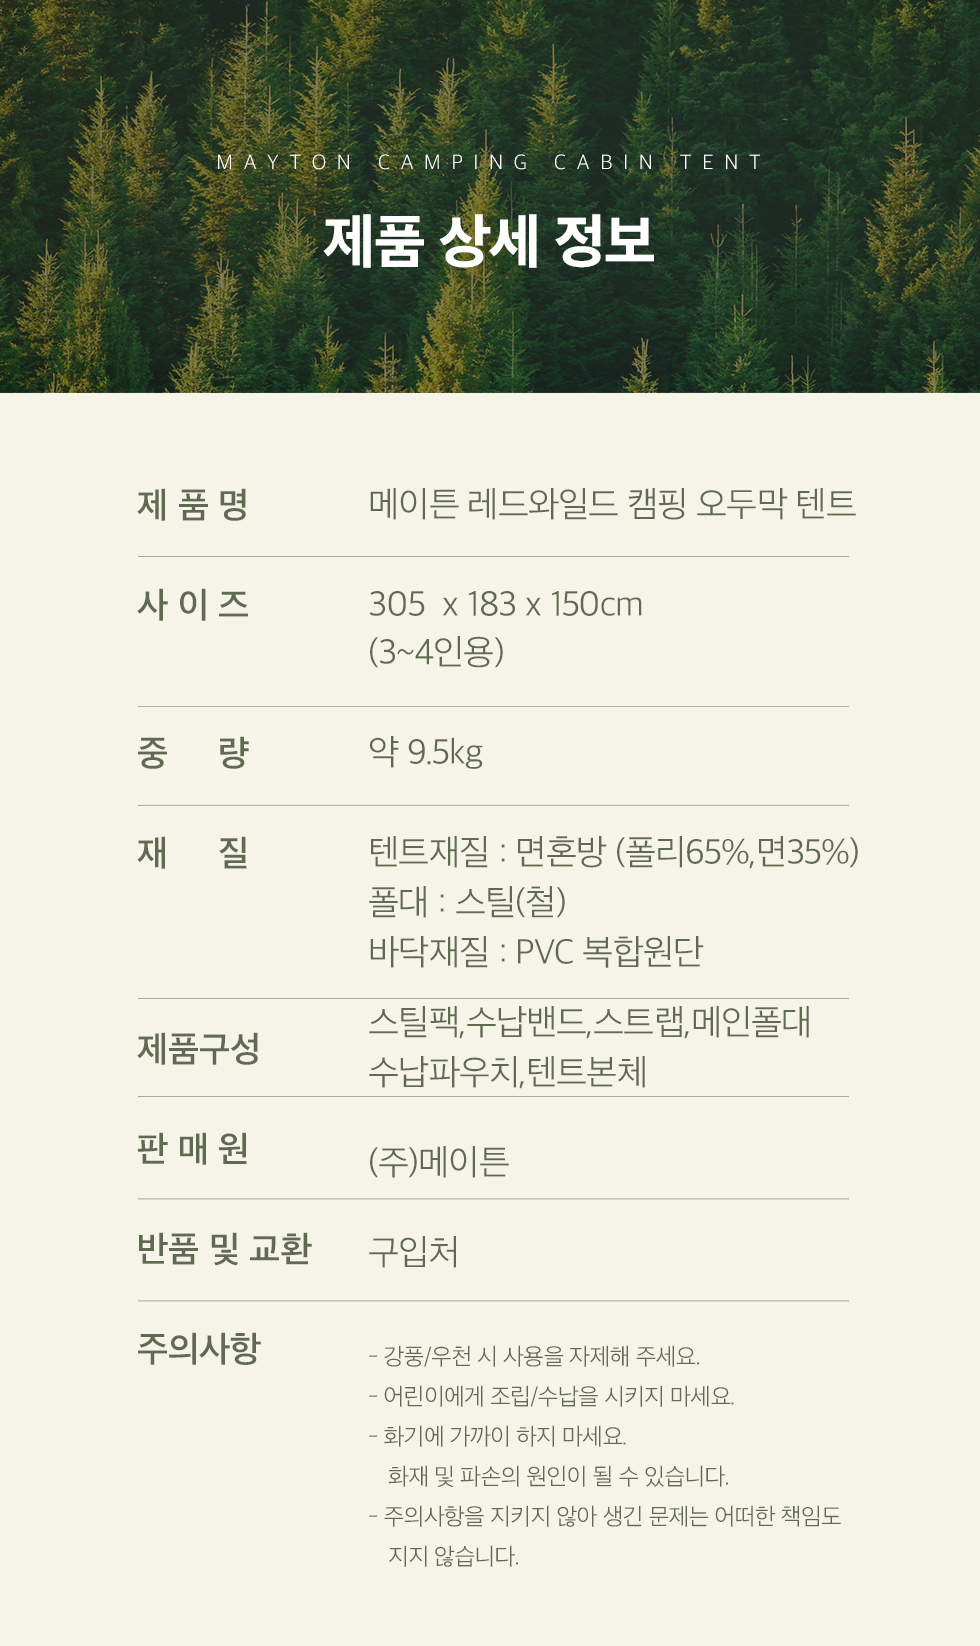 MAYTON CAMPING CABIN TENT
제품 상세 정보
제 품 명 메이튼 레드와일드 캠핑 오두막 텐트
사 이 즈 305 x 183 x 150cm
(3~4인용)
중 량 약 9.5kg
재 질 텐트재질 : 면혼방 (폴리65%,면35%)
폴대 : 스틸(철)
바닥재질 : PVC 복합원단
제품구성 스틸팩,수납밴드,스트랩,메인폴대
수납파우치,텐트본체
판 매 원 (주)메이튼
반품 및 교환 구입처
주의사항 - 강풍/우천 시 사용을 자제해 주세요.
- 어린이에게 조립/수납을 시키지 마세요.
- 화기에 가까이 하지 마세요.
화재 및 파손의 원인이 될 수 있습니다.
- 주의사항을 지키지 않아 생긴 문제는 어떠한 책임도
지지 않습니다.